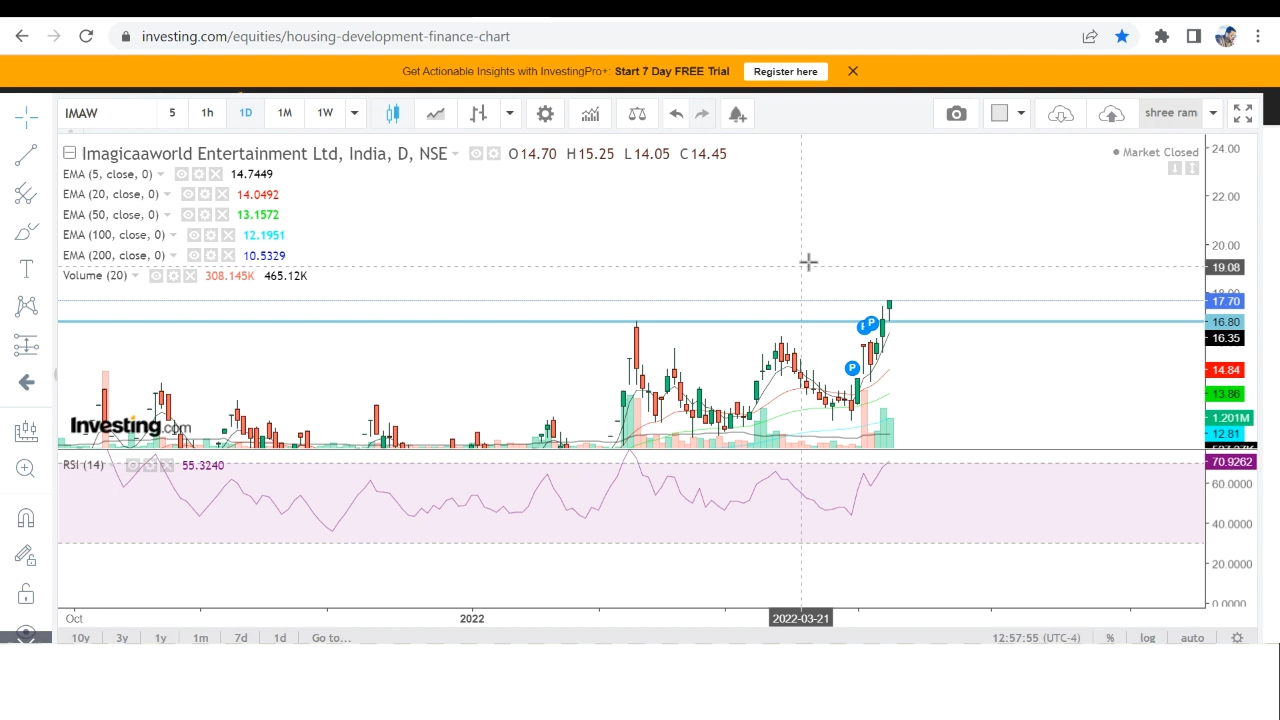 investing.com/equities/housing-development-finance-chart
Get Actionable Insights with InvestingPro+: Start 7 Day FREE Trial Register here
IMAW 5 1h 1D 1M 1W shree ram
Imagicaaworld Entertainment Ltd, India, D, NSE O14.70 H15.25 L14.05 C14.45
Market Closed
EMA (5, close, 0) 14.7449
EMA (20, close, 0) 14.0492
EMA (50, close, 0) 13.1572
EMA (100, close, 0) 12.1951
EMA (200, close, 0) 10.5329
Volume (20) 308.145K 465.12K
24.00
22.00
20.00
19.08
18.00
17.70
16.80
16.35
14.84
13.86
1.201M
12.81
P
P
Investing.com
RSI (14) 55.3240
70.9262
60.0000
40.0000
20.0000
0.0000
Oct 2022 2022-03-21
10y 3y 1y 1m 7d 1d Go to... 12:57:55 (UTC-4) % log auto